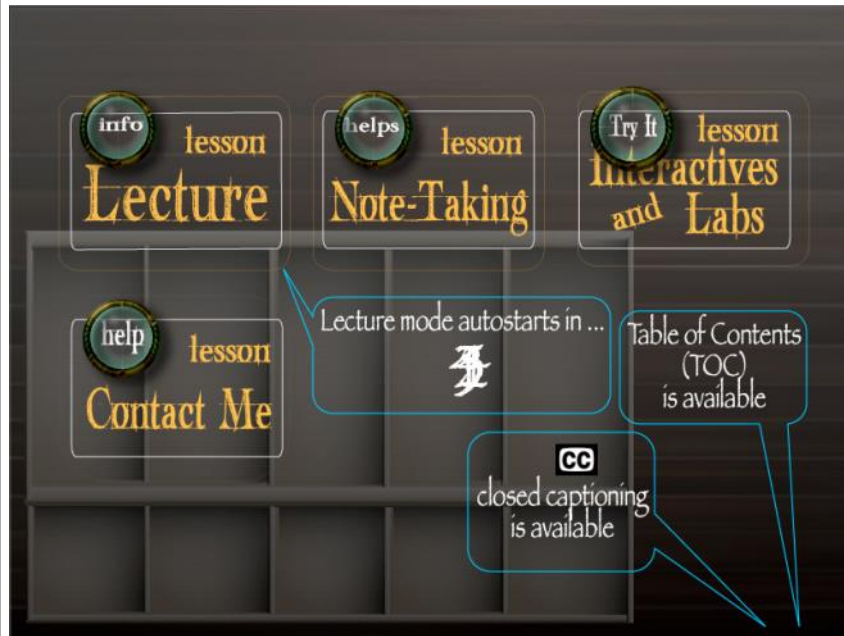 info
lesson
Lecture
helps
lesson
Note-Taking
Try It
lesson
Interactives
and Labs
help
lesson
Contact Me
Lecture mode autostarts in ...
Table of Contents
(TOC)
is available
CC
closed captioning
is available